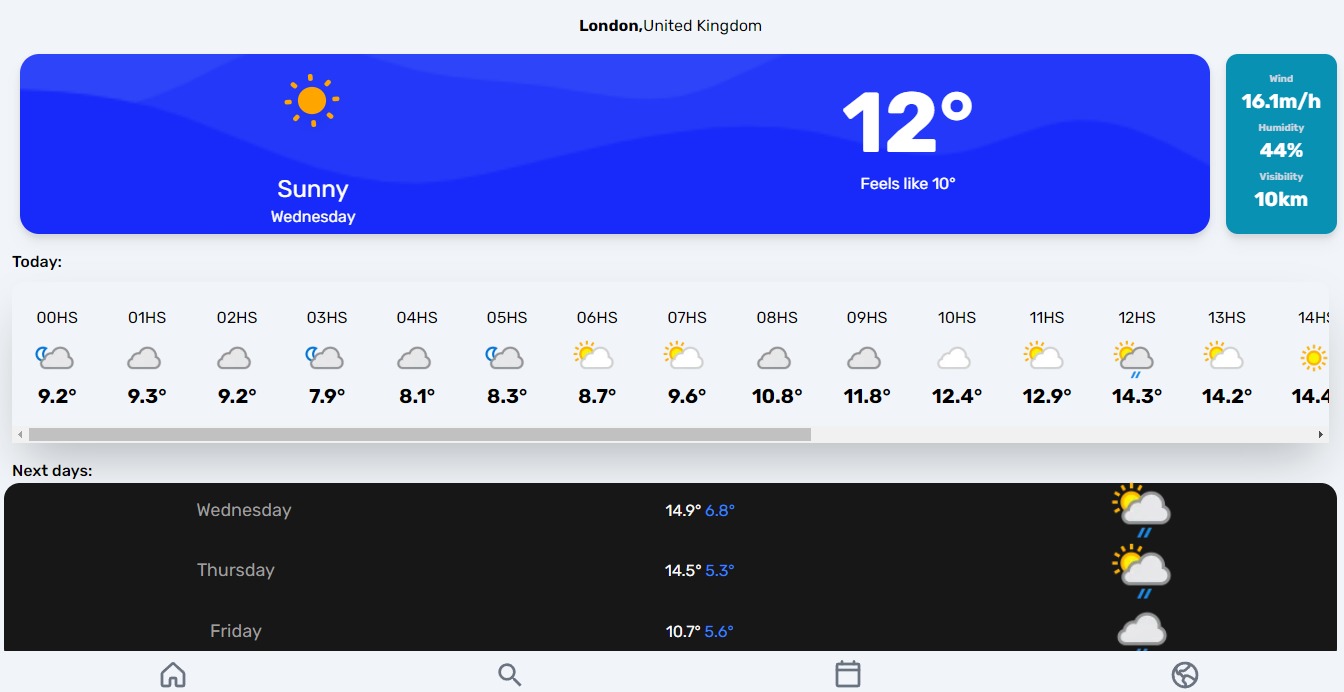 London,United Kingdom
Sunny
Wednesday
12°
Feels like 10°
Wind
16.1m/h
Humidity
44%
Visibility
10km
Today:
00HS 01HS 02HS 03HS 04HS 05HS 06HS 07HS 08HS 09HS 10HS 11HS 12HS 13HS 14HS
9.2° 9.3° 9.2° 7.9° 8.1° 8.3° 8.7° 9.6° 10.8° 11.8° 12.4° 12.9° 14.3° 14.2° 14.4
Next days:
Wednesday 14.9° 6.8°
Thursday 14.5° 5.3°
Friday 10.7° 5.6°